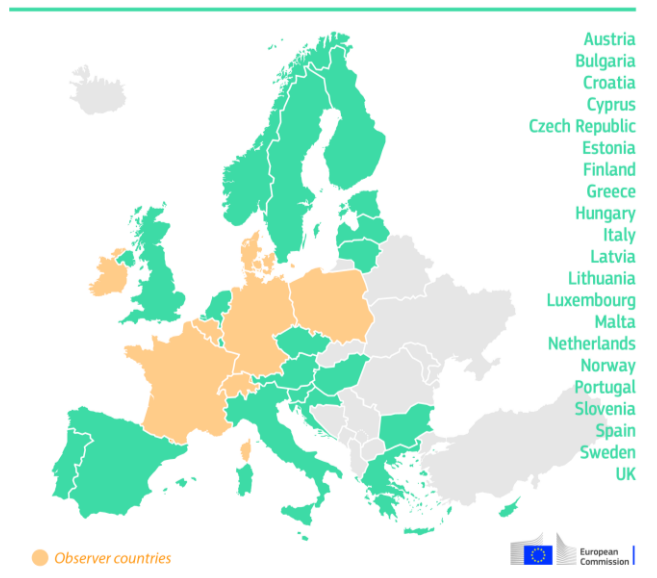 Austria
Bulgaria
Croatia
Cyprus
Czech Republic
Estonia
Finland
Greece
Hungary
Italy
Latvia
Lithuania
Luxembourg
Malta
Netherlands
Norway
Portugal
Slovenia
Spain
Sweden
UK
Observer countries
European
Commission